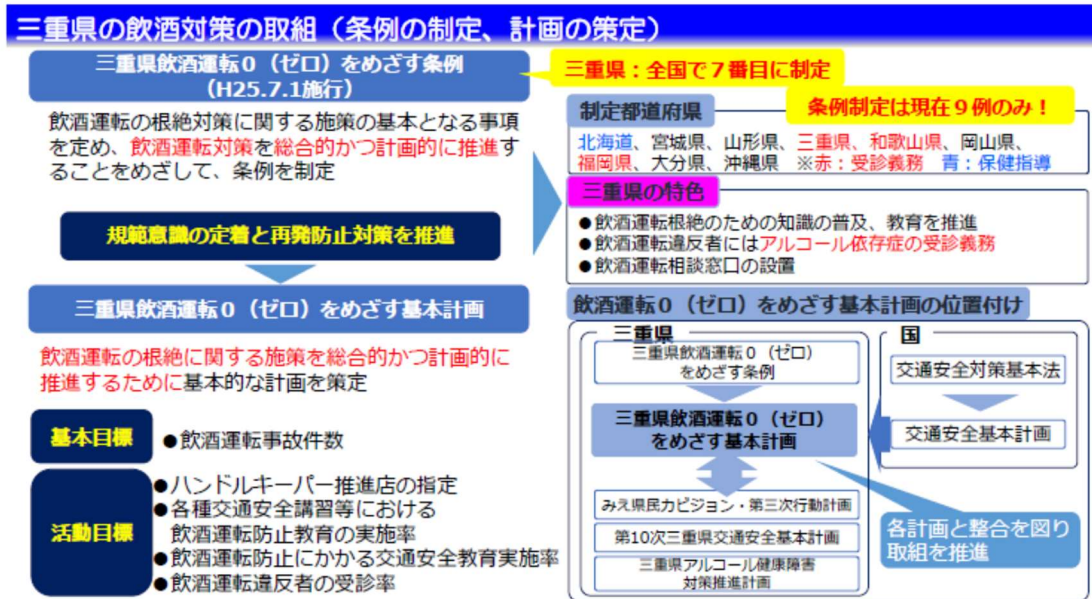 三重県の飲酒対策の取組（条例の制定、計画の策定）
三重県飲酒運転０（ゼロ）をめざす条例
（H25.7.1施行）
飲酒運転の根絶対策に関する施策の基本となる事項
を定め、飲酒運転対策を総合的かつ計画的に推進す
ることをめざして、条例を制定
規範意識の定着と再発防止対策を推進
三重県飲酒運転０（ゼロ）をめざす基本計画
飲酒運転の根絶に関する施策を総合的かつ計画的に
推進するために基本的な計画を策定
基本目標
●飲酒運転事故件数
活動目標
●ハンドルキーパー推進店の指定
●各種交通安全講習等における
飲酒運転防止教育の実施率
●飲酒運転防止にかかる交通安全教育実施率
●飲酒運転違反者の受診率
三重県：全国で７番目に制定
制定都道府県
条例制定は現在９例のみ！
北海道、宮城県、山形県、三重県、和歌山県、岡山県、
福岡県、大分県、沖縄県　※赤：受診義務　青：保健指導
三重県の特色
●飲酒運転根絶のための知識の普及、教育を推進
●飲酒運転違反者にはアルコール依存症の受診義務
●飲酒運転相談窓口の設置
飲酒運転０（ゼロ）をめざす基本計画の位置付け
三重県
三重県飲酒運転０（ゼロ）
をめざす条例
三重県飲酒運転０（ゼロ）
をめざす基本計画
みえ県民力ビジョン・第三次行動計画
第10次三重県交通安全基本計画
三重県アルコール健康障害
対策推進計画
国
交通安全対策基本法
交通安全基本計画
各計画と整合を図り
取組を推進